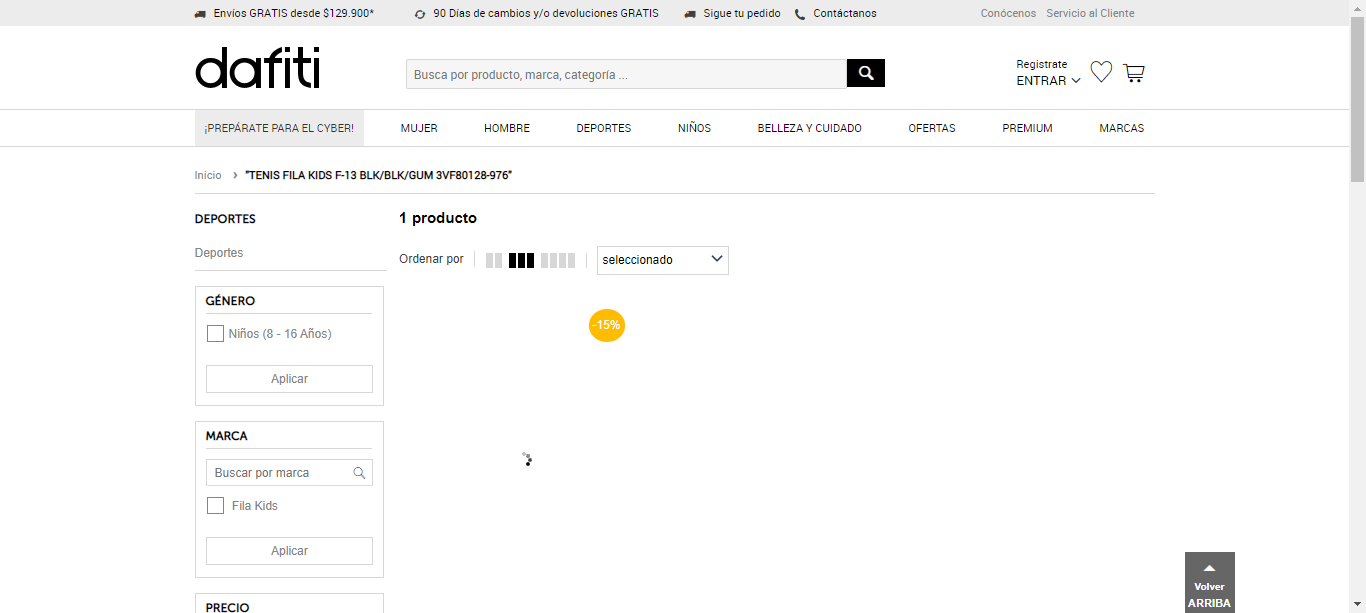 Envíos GRATIS desde $129.900* 90 Días de cambios y/o devoluciones GRATIS Sigue tu pedido Contáctanos Conócenos Servicio al Cliente
dafiti
Busca por producto, marca, categoría ...
Registrate
ENTRAR
¡PREPÁRATE PARA EL CYBER! MUJER HOMBRE DEPORTES NIÑOS BELLEZA Y CUIDADO OFERTAS PREMIUM MARCAS
Inicio › "TENIS FILA KIDS F-13 BLK/BLK/GUM 3VF80128-976"
DEPORTES
Deportes
GÉNERO
Niños (8 - 16 Años)
Aplicar
MARCA
Buscar por marca
Fila Kids
Aplicar
PRECIO
1 producto
Ordenar por seleccionado
-15%
Volver
ARRIBA